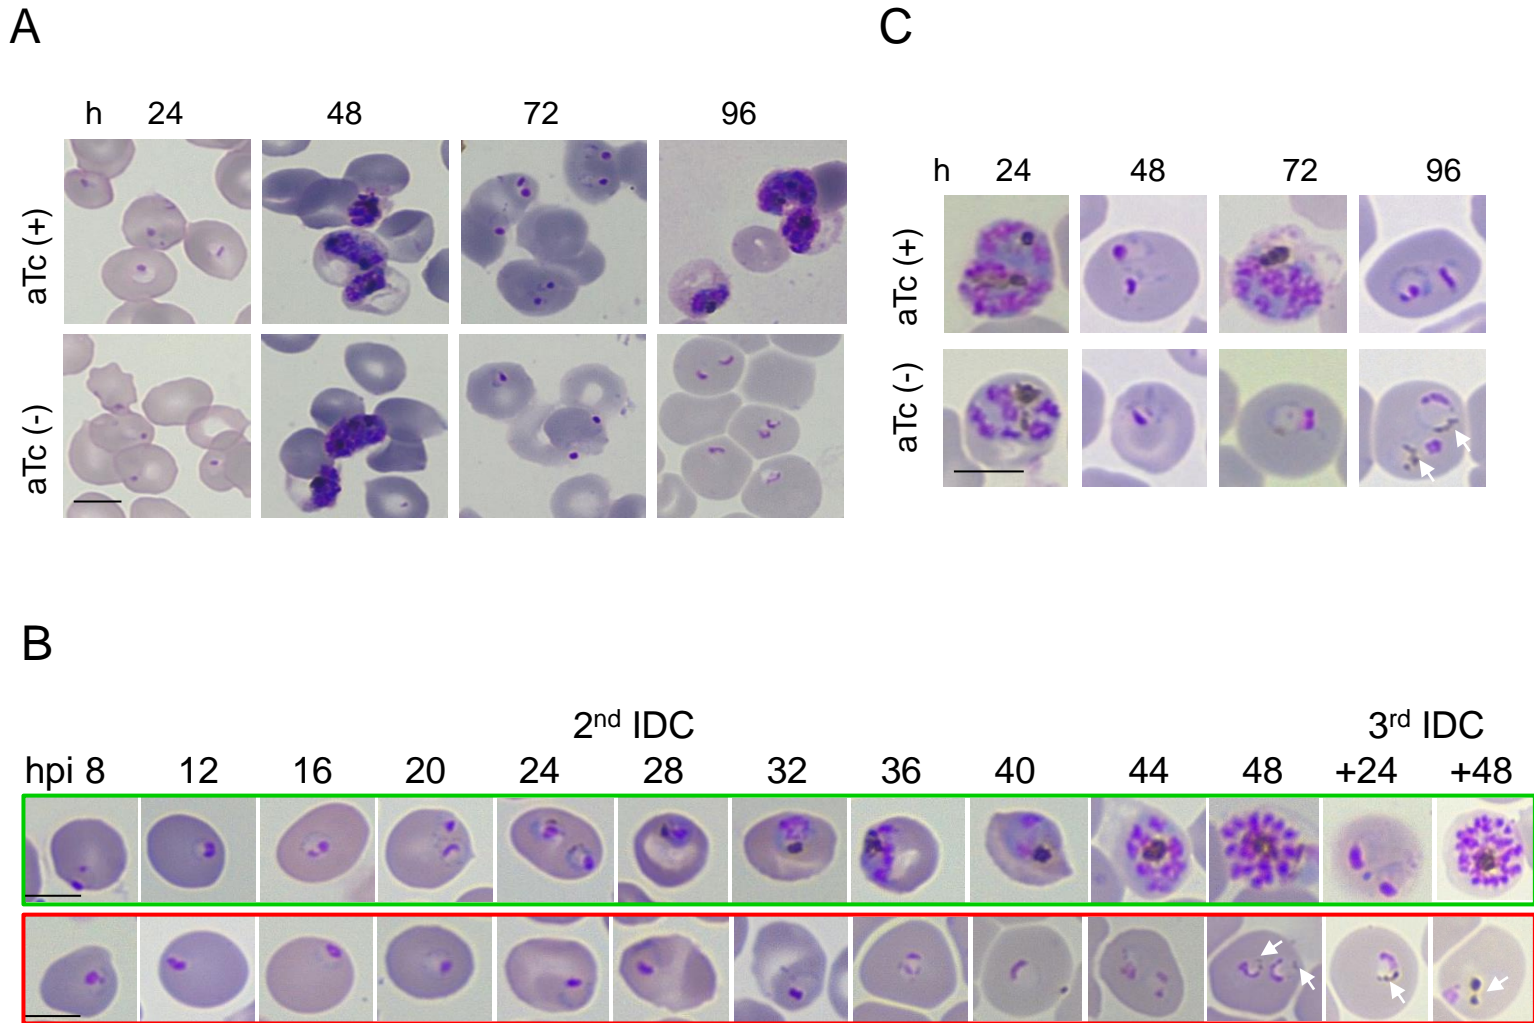 A
h 24 48 72 96
aTc (+)
aTc (-)
C
h 24 48 72 96
aTc (+)
aTc (-)
B
2nd IDC 3rd IDC
hpi 8 12 16 20 24 28 32 36 40 44 48 +24 +48